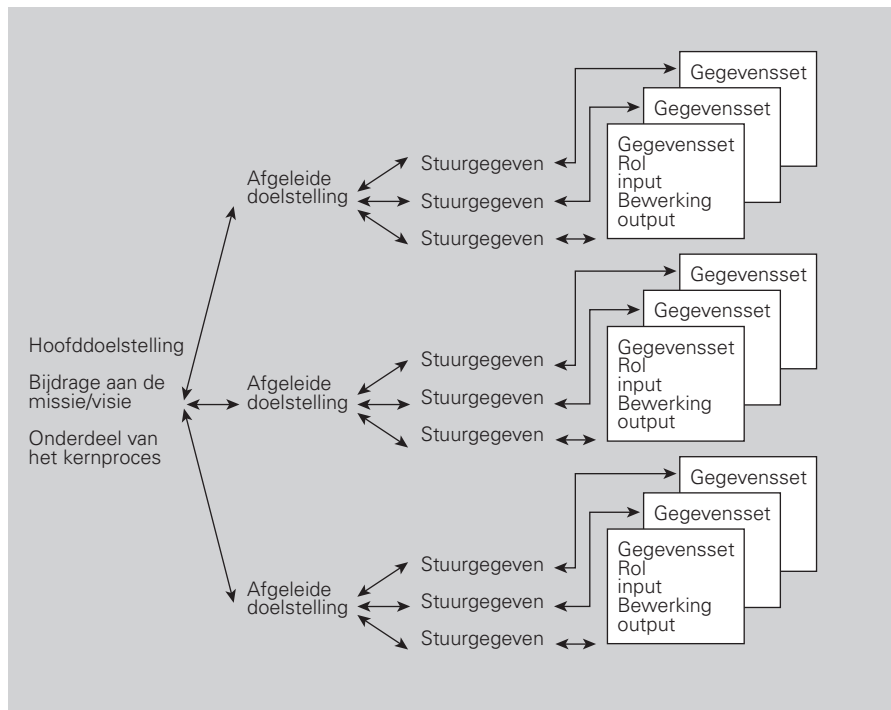 Hoofddoelstelling
Bijdrage aan de
missie/visie
Onderdeel van
het kernproces
Afgeleide
doelstelling
Stuurgegeven
Stuurgegeven
Stuurgegeven
Gegevensset
Gegevensset
Gegevensset
Rol
input
Bewerking
output
Afgeleide
doelstelling
Stuurgegeven
Stuurgegeven
Stuurgegeven
Gegevensset
Gegevensset
Gegevensset
Rol
input
Bewerking
output
Afgeleide
doelstelling
Stuurgegeven
Stuurgegeven
Stuurgegeven
Gegevensset
Gegevensset
Gegevensset
Rol
input
Bewerking
output